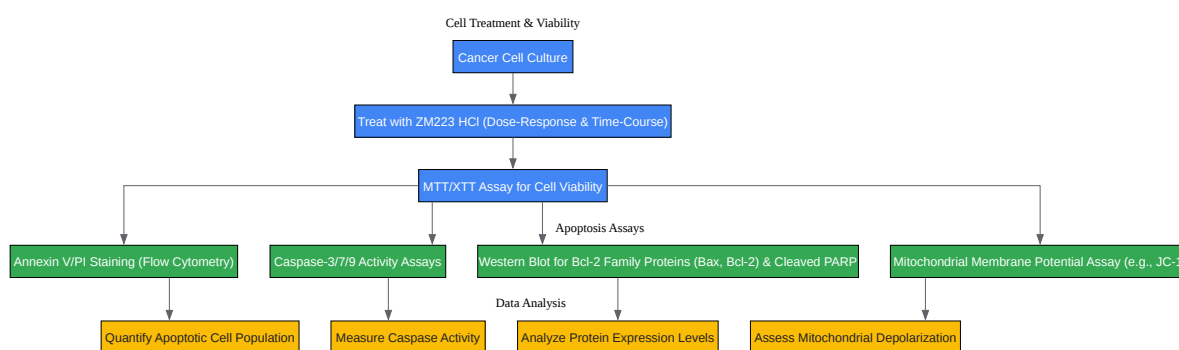 Cell Treatment & Viability
Cancer Cell Culture
Treat with ZM223 HCl (Dose-Response & Time-Course)
MTT/XTT Assay for Cell Viability
Apoptosis Assays
Annexin V/PI Staining (Flow Cytometry)
Caspase-3/7/9 Activity Assays
Western Blot for Bcl-2 Family Proteins (Bax, Bcl-2) & Cleaved PARP
Mitochondrial Membrane Potential Assay (e.g., JC-1
Data Analysis
Quantify Apoptotic Cell Population
Measure Caspase Activity
Analyze Protein Expression Levels
Assess Mitochondrial Depolarization